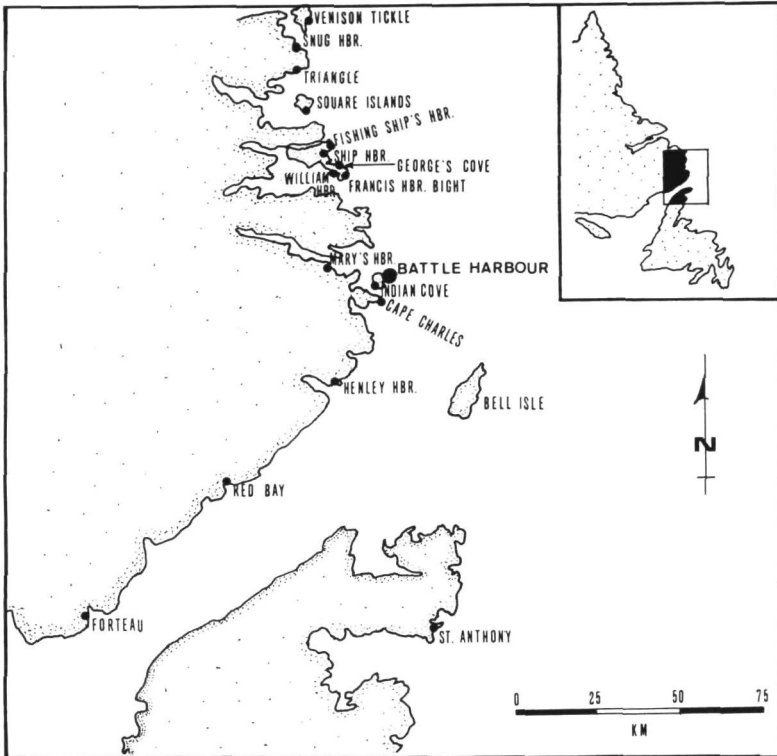 VENISON TICKLE
SNUG HBR.
TRIANGLE
SQUARE ISLANDS
FISHING SHIP'S HBR.
SHIP HBR.
GEORGE'S COVE
WILLIAM
HBR.
FRANCIS HBR. BIGHT
MARY'S HBR.
BATTLE HARBOUR
INDIAN COVE
CAPE CHARLES
HENLEY HBR.
BELL ISLE
N
RED BAY
FORTEAU
ST. ANTHONY
0 25 50 75
KM